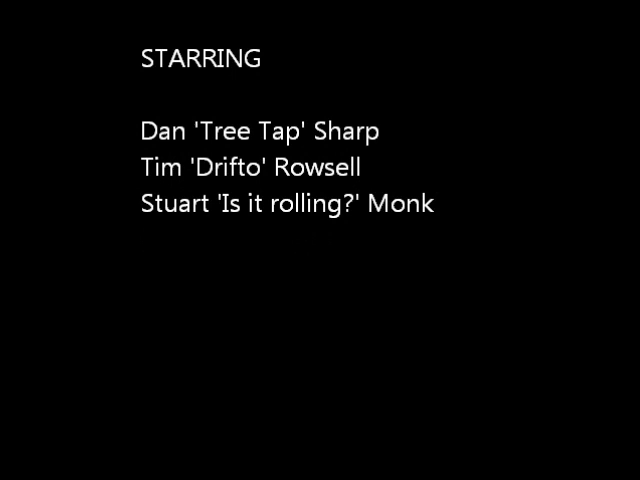 STARRING
Dan 'Tree Tap' Sharp
Tim 'Drifto' Rowsell
Stuart 'Is it rolling?' Monk